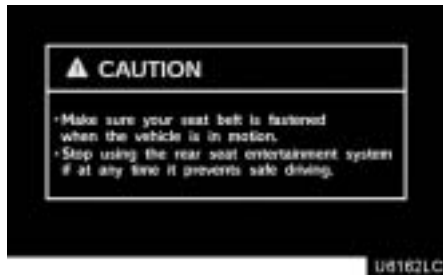 ⚠ CAUTION
·Make sure your seat belt is fastened
when the vehicle is in motion.
·Stop using the rear seat entertainment system
if at any time it prevents safe driving.
U6162LC